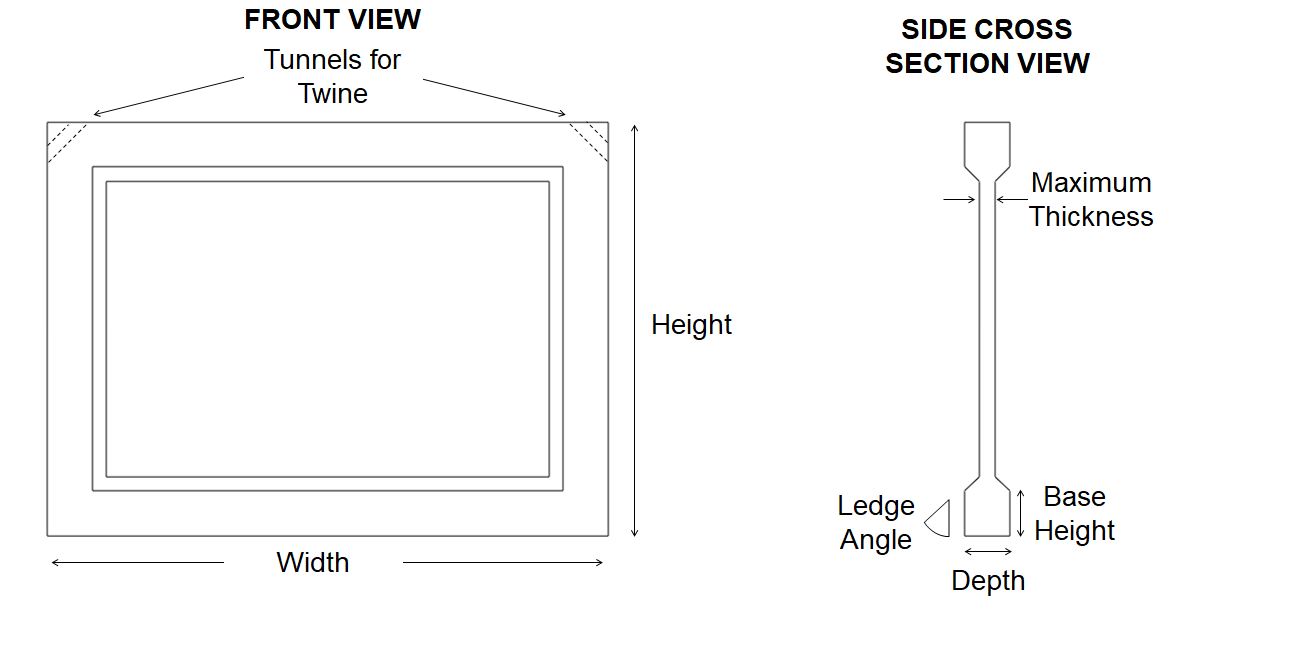 FRONT VIEW
Tunnels for
Twine
Height
Width
SIDE CROSS
SECTION VIEW
Maximum
Thickness
Ledge
Angle
Base
Height
Depth